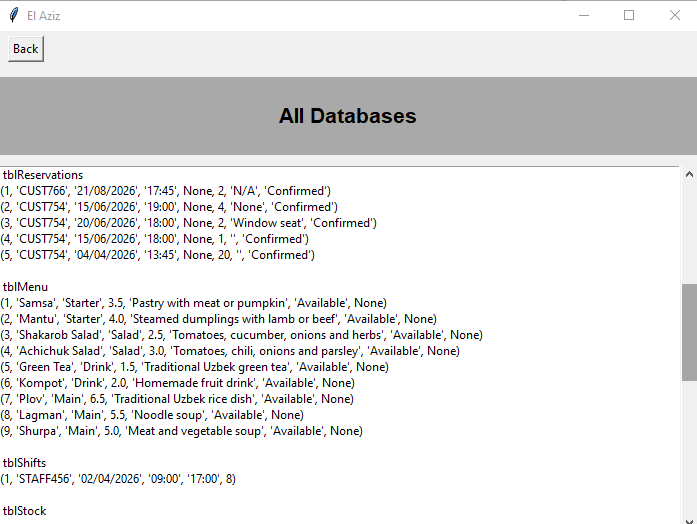 El Aziz
Back
All Databases
tblReservations
(1, 'CUST766', '21/08/2026', '17:45', None, 2, 'N/A', 'Confirmed')
(2, 'CUST754', '15/06/2026', '19:00', None, 4, 'None', 'Confirmed')
(3, 'CUST754', '20/06/2026', '18:00', None, 2, 'Window seat', 'Confirmed')
(4, 'CUST754', '15/06/2026', '18:00', None, 1, '', 'Confirmed')
(5, 'CUST754', '04/04/2026', '13:45', None, 20, '', 'Confirmed')
tblMenu
(1, 'Samsa', 'Starter', 3.5, 'Pastry with meat or pumpkin', 'Available', None)
(2, 'Mantu', 'Starter', 4.0, 'Steamed dumplings with lamb or beef', 'Available', None)
(3, 'Shakarob Salad', 'Salad', 2.5, 'Tomatoes, cucumber, onions and herbs', 'Available', None)
(4, 'Achichuk Salad', 'Salad', 3.0, 'Tomatoes, chili, onions and parsley', 'Available', None)
(5, 'Green Tea', 'Drink', 1.5, 'Traditional Uzbek green tea', 'Available', None)
(6, 'Kompot', 'Drink', 2.0, 'Homemade fruit drink', 'Available', None)
(7, 'Plov', 'Main', 6.5, 'Traditional Uzbek rice dish', 'Available', None)
(8, 'Lagman', 'Main', 5.5, 'Noodle soup', 'Available', None)
(9, 'Shurpa', 'Main', 5.0, 'Meat and vegetable soup', 'Available', None)
tblShifts
(1, 'STAFF456', '02/04/2026', '09:00', '17:00', 8)
tblStock